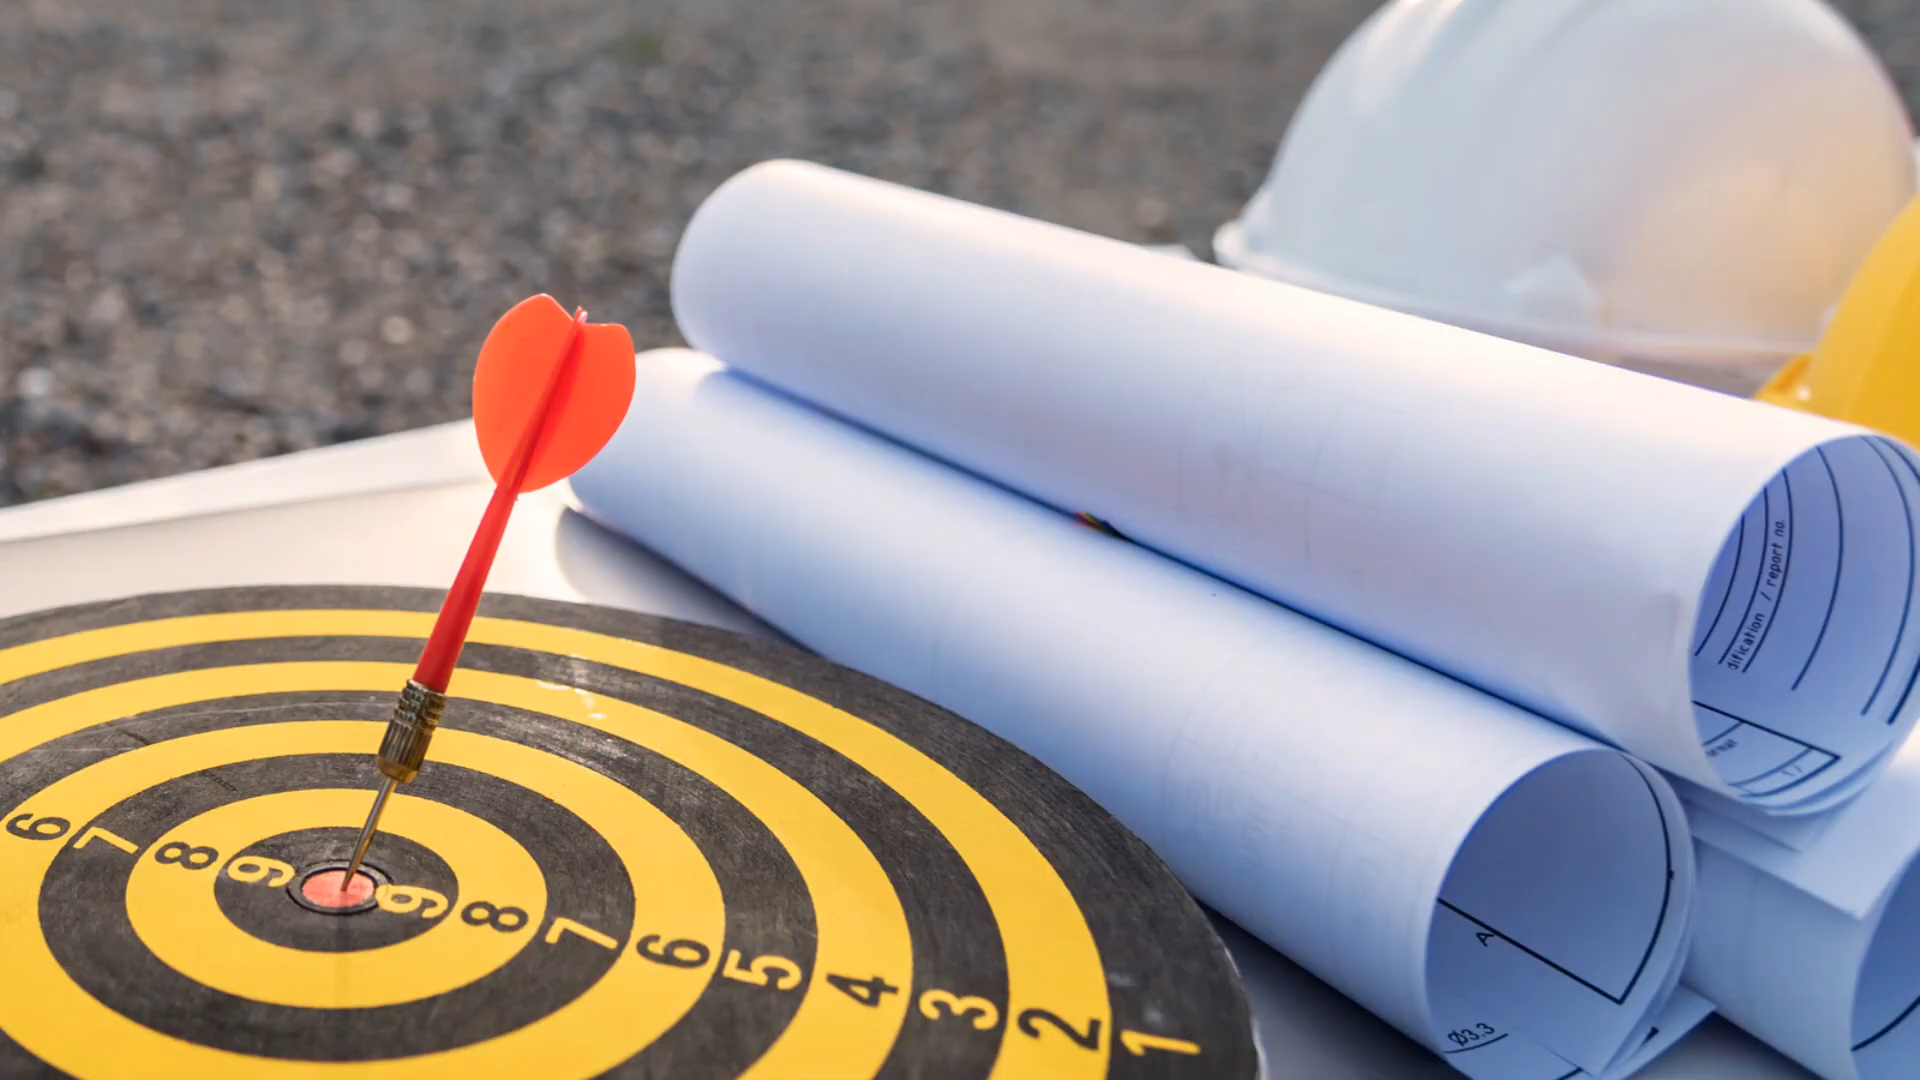 dification / report no.
6 7 8 9 9 8 7 6 5 4 3 2 1
A
Ø3.3